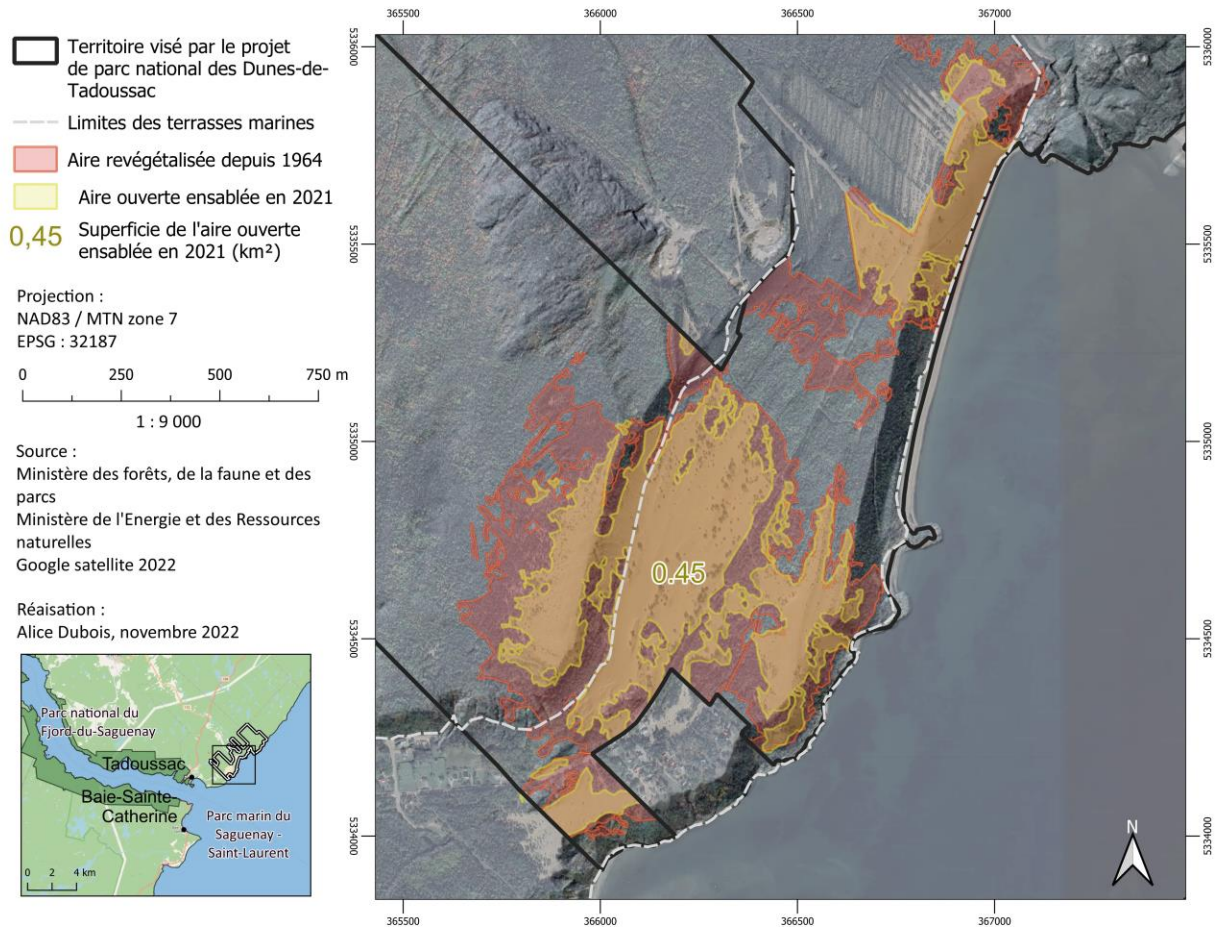 Territoire visé par le projet
de parc national des Dunes-de-
Tadoussac
Limites des terrasses marines
Aire revégétalisée depuis 1964
Aire ouverte ensablée en 2021
0,45 Superficie de l'aire ouverte
ensablée en 2021 (km²)
Projection :
NAD83 / MTN zone 7
EPSG : 32187
0 250 500 750 m
1 : 9 000
Source :
Ministère des forêts, de la faune et des
parcs
Ministère de l'Energie et des Ressources
naturelles
Google satellite 2022
Réaisation :
Alice Dubois, novembre 2022
Parc national du
Fjord-du-Saguenay
Tadoussac
Baie-Sainte-
Catherine
Parc marin du
Saguenay -
Saint-Laurent
0 2 4 km
365500 366000 366500 367000
5336000 5336000
5335500 5335500
5335000 5335000
0.45
5334500 5334500
5334000 5334000
N
365500 366000 366500 367000